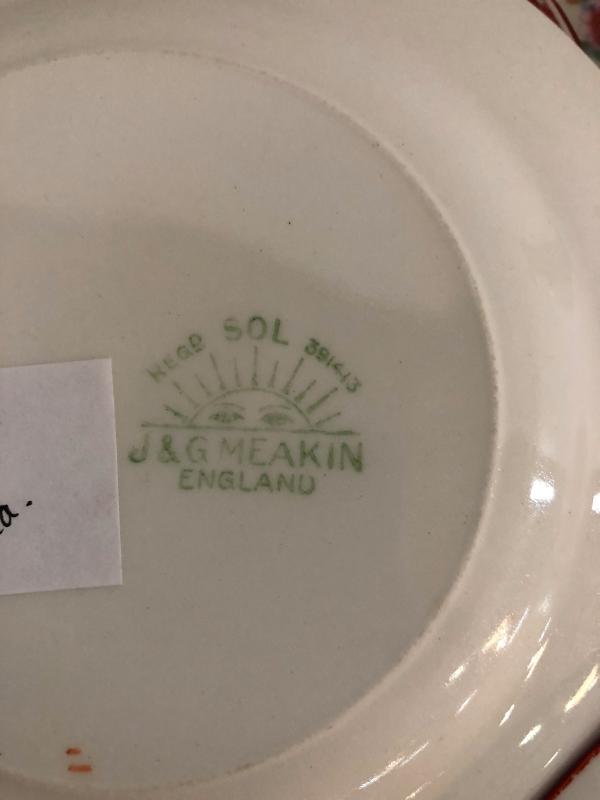 REGD SOL 391413
J & G MEAKIN
ENGLAND